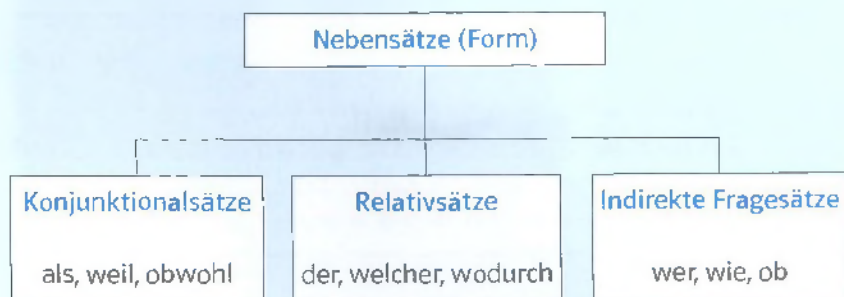 Nebensätze (Form)
Konjunktionalsätze
als, weil, obwohl
Relativsätze
der, welcher, wodurch
Indirekte Fragesätze
wer, wie, ob